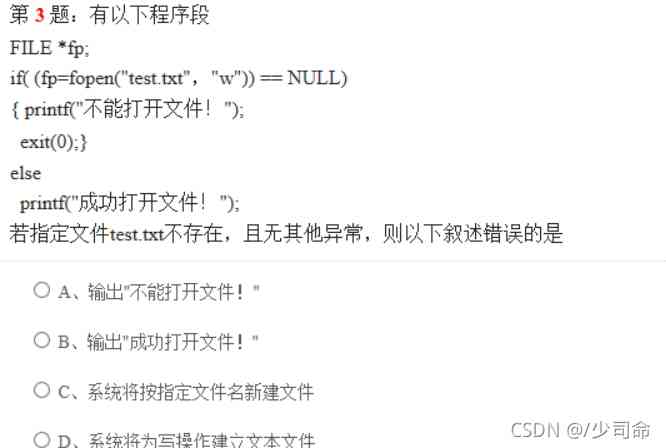 第 3 题：有以下程序段
FILE *fp;
if( (fp=fopen("test.txt"，"w")) == NULL)
{ printf("不能打开文件！");
exit(0);}
else
printf("成功打开文件！");
若指定文件test.txt不存在，且无其他异常，则以下叙述错误的是
A、输出"不能打开文件！"
B、输出"成功打开文件！"
C、系统将按指定文件名新建文件
D、系统将为写操作建立文本文件
CSDN @/少司命